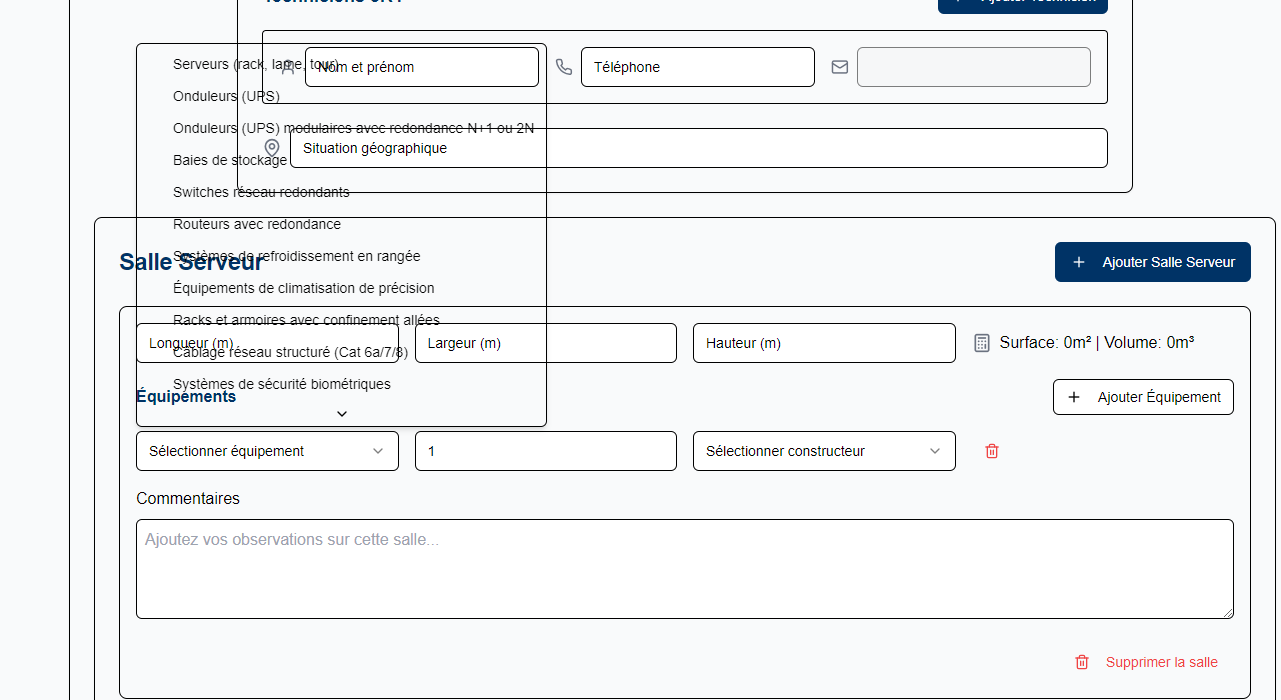 Techniciens
Ajouter Technicien
Nom et prénom
Téléphone
Situation géographique
Serveurs (rack, lame, tour)
Onduleurs (UPS)
Onduleurs (UPS) modulaires avec redondance N+1 ou 2N
Baies de stockage
Switches réseau redondants
Routeurs avec redondance
Systèmes de refroidissement en rangée
Équipements de climatisation de précision
Racks et armoires avec confinement allées
Câblage réseau structuré (Cat 6a/7/8)
Systèmes de sécurité biométriques
Salle Serveur
Ajouter Salle Serveur
Longueur (m)
Largeur (m)
Hauteur (m)
Surface: 0m² | Volume: 0m³
Équipements
Ajouter Équipement
Sélectionner équipement
1
Sélectionner constructeur
Commentaires
Ajoutez vos observations sur cette salle...
Supprimer la salle